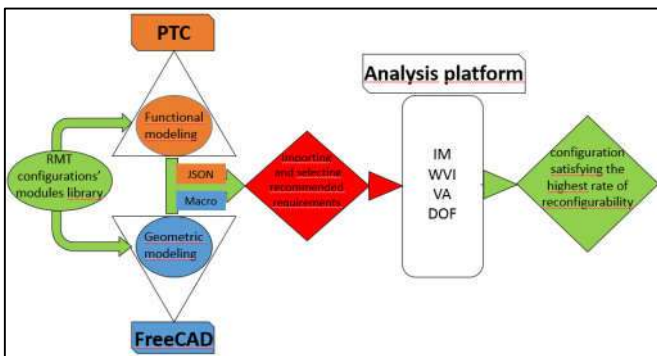 PTC
Functional
modeling
RMT
configurations'
modules library
JSON
Macro
Geometric
modeling
FreeCAD
Importing
and selecting
recommended
requirements
Analysis platform
IM
WVI
VA
DOF
configuration
satisfying the
highest rate of
reconfigurability